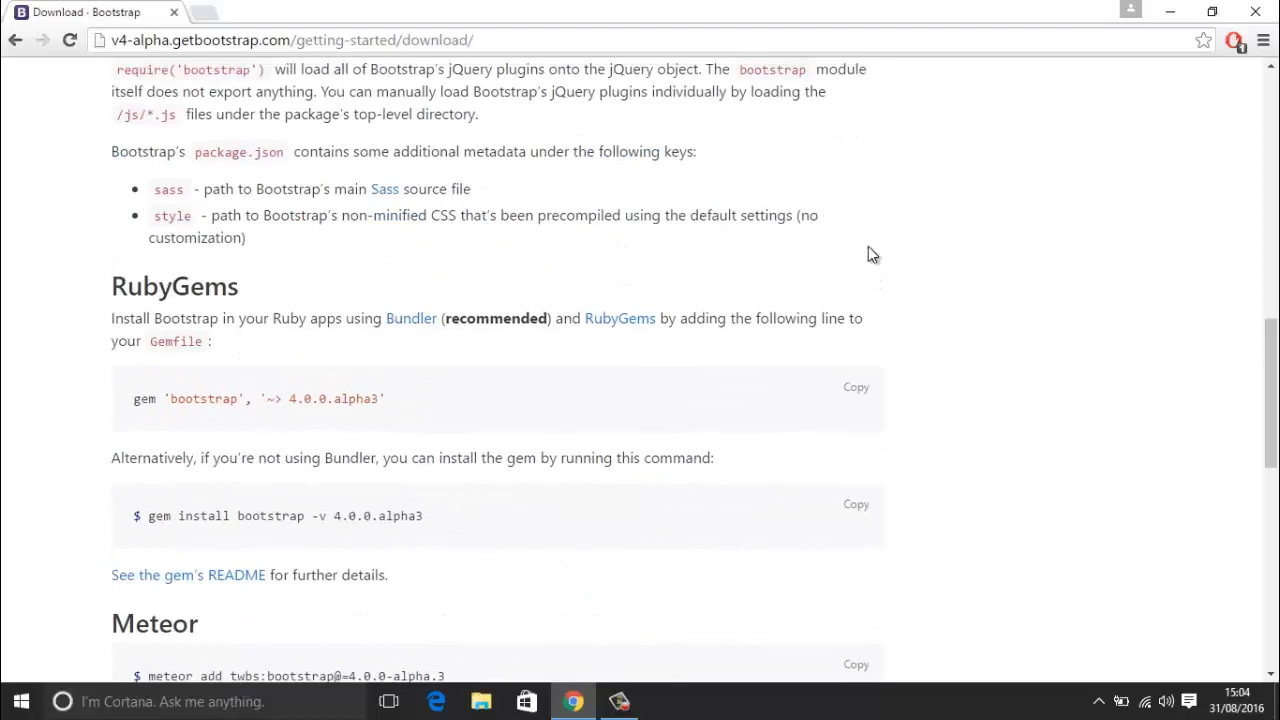 Download · Bootstrap
v4-alpha.getbootstrap.com/getting-started/download/
require('bootstrap') will load all of Bootstrap's jQuery plugins onto the jQuery object. The bootstrap module
itself does not export anything. You can manually load Bootstrap's jQuery plugins individually by loading the
/js/*.js files under the package's top-level directory.
Bootstrap's package.json contains some additional metadata under the following keys:
sass - path to Bootstrap's main Sass source file
style - path to Bootstrap's non-minified CSS that's been precompiled using the default settings (no
customization)
RubyGems
Install Bootstrap in your Ruby apps using Bundler (recommended) and RubyGems by adding the following line to
your Gemfile :
Copy
gem 'bootstrap', '~> 4.0.0.alpha3'
Alternatively, if you're not using Bundler, you can install the gem by running this command:
Copy
$ gem install bootstrap -v 4.0.0.alpha3
See the gem's README for further details.
Meteor
Copy
$ meteor add twbs:bootstrap@=4.0.0-alpha.3
I'm Cortana. Ask me anything.
15:04
31/08/2016